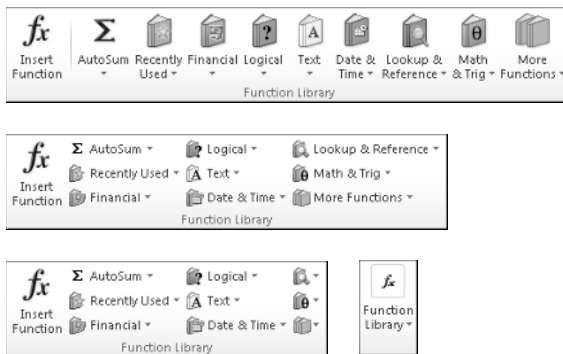 fx Σ ? A θ
Insert AutoSum Recently Financial Logical Text Date & Lookup & Math More
Function Used Time Reference & Trig Functions
Function Library
fx Σ AutoSum ? Logical Lookup & Reference
Recently Used A Text θ Math & Trig
Insert
Function Financial Date & Time More Functions
Function Library
fx Σ AutoSum ? Logical
Recently Used A Text θ
Insert
Function Financial Date & Time
Function Library
fx
Function
Library